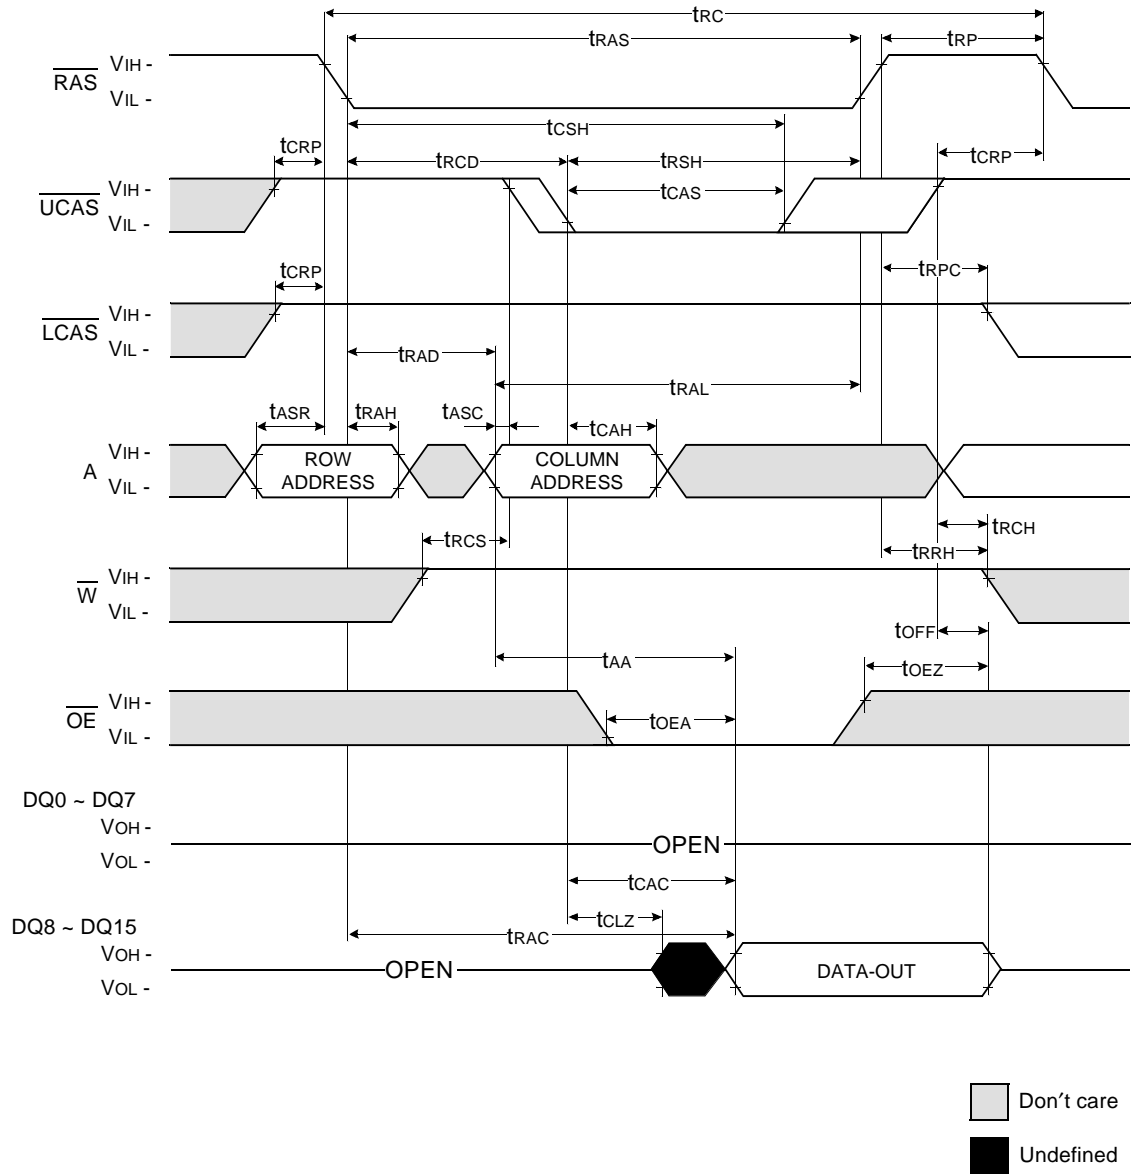 tRC
tRAS
tRP
RAS
VIH -
VIL -
tCSH
tCRP
tRCD
tRSH
tCRP
UCAS
VIH -
VIL -
tCAS
tCRP
tRPC
LCAS
VIH -
VIL -
tRAD
tRAL
tASR
tRAH
tASC
tCAH
A
VIH -
VIL -
ROW
ADDRESS
COLUMN
ADDRESS
tRCS
tRCH
tRRH
W
VIH -
VIL -
tOFF
tAA
tOEZ
OE
VIH -
VIL -
tOEA
DQ0 ~ DQ7
VOH -
VOL -
OPEN
tCAC
tCLZ
DQ8 ~ DQ15
tRAC
VOH -
VOL -
OPEN
DATA-OUT
Don′t care
Undefined